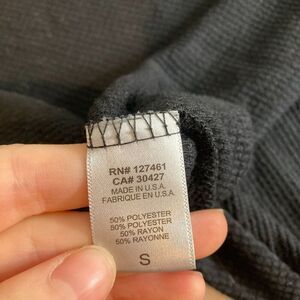 RN# 127461
CA# 30427
MADE IN U.S.A.
FABRIQUE EN U.S.A.
50% POLYESTER
50% POLYESTER
50% RAYON
50% RAYONNE
S